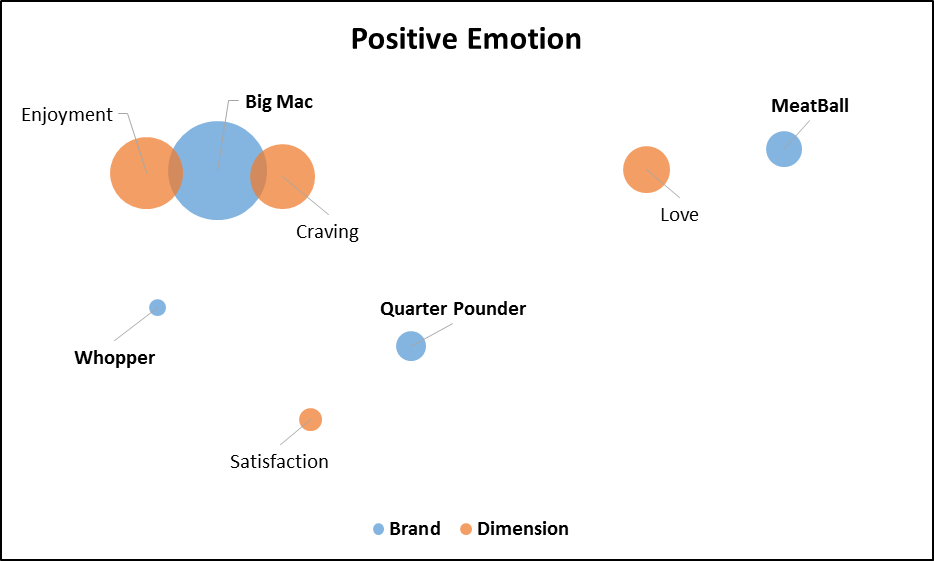 Positive Emotion
Big Mac
MeatBall
Enjoyment
Love
Craving
Quarter Pounder
Whopper
Satisfaction
Brand
Dimension